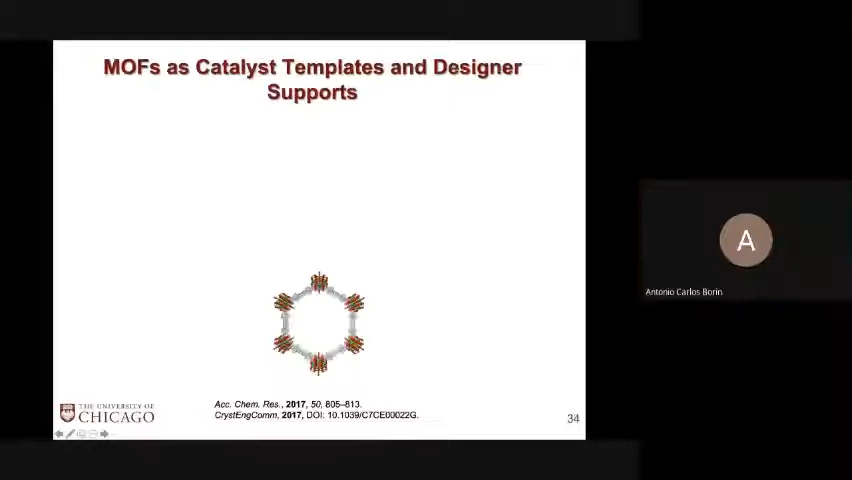 MOFs as Catalyst Templates and Designer
Supports
A
Antonio Carlos Borin
Acc. Chem. Res., 2017, 50, 805–813.
CrystEngComm, 2017, DOI: 10.1039/C7CE00022G.
THE UNIVERSITY OF
CHICAGO
34